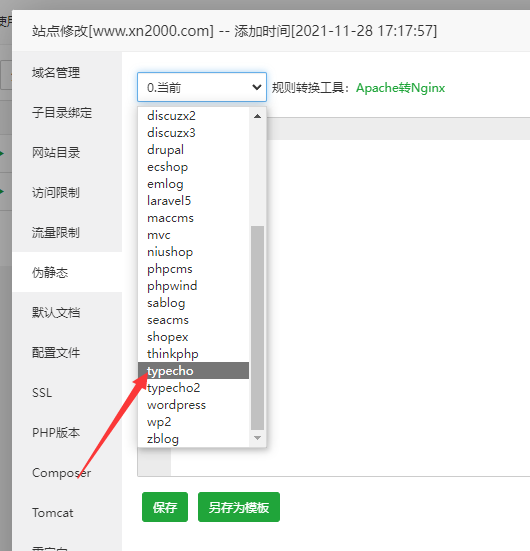 站点修改[www.xn2000.com] -- 添加时间[2021-11-28 17:17:57]
域名管理
子目录绑定
网站目录
访问限制
流量限制
伪静态
默认文档
配置文件
SSL
PHP版本
Composer
Tomcat
0.当前
规则转换工具：Apache转Nginx
discuzx2
discuzx3
drupal
ecshop
emlog
laravel5
maccms
mvc
niushop
phpcms
phpwind
sablog
seacms
shopex
thinkphp
typecho
typecho2
wordpress
wp2
zblog
保存
另存为模板